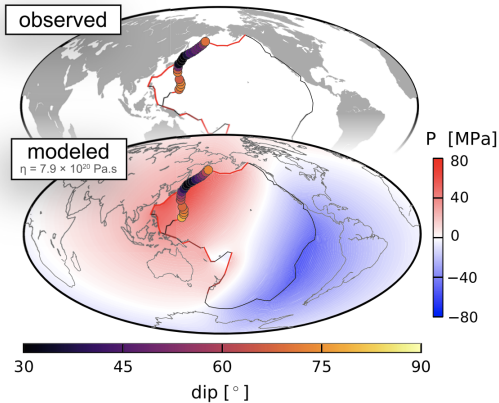 observed
modeled
η = 7.9 × 10²⁰ Pa.s
P [MPa]
80
40
0
−40
−80
30 45 60 75 90
dip [°]